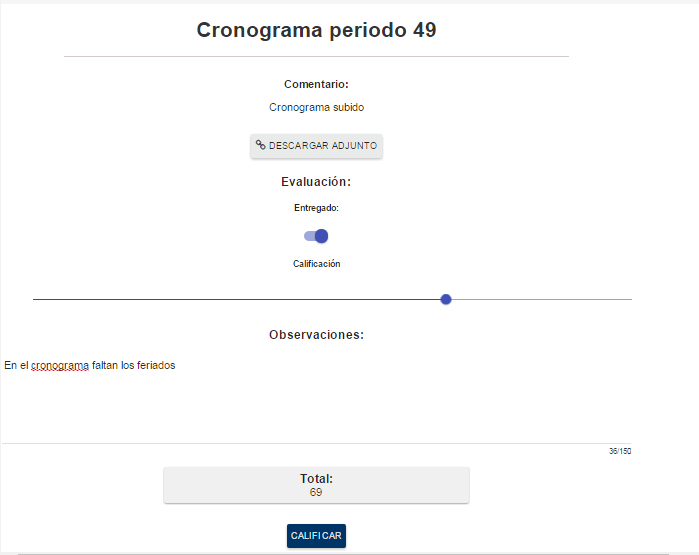 Cronograma periodo 49
Comentario:
Cronograma subido
DESCARGAR ADJUNTO
Evaluación:
Entregado:
Calificación
Observaciones:
En el cronograma faltan los feriados
36/150
Total:
69
CALIFICAR